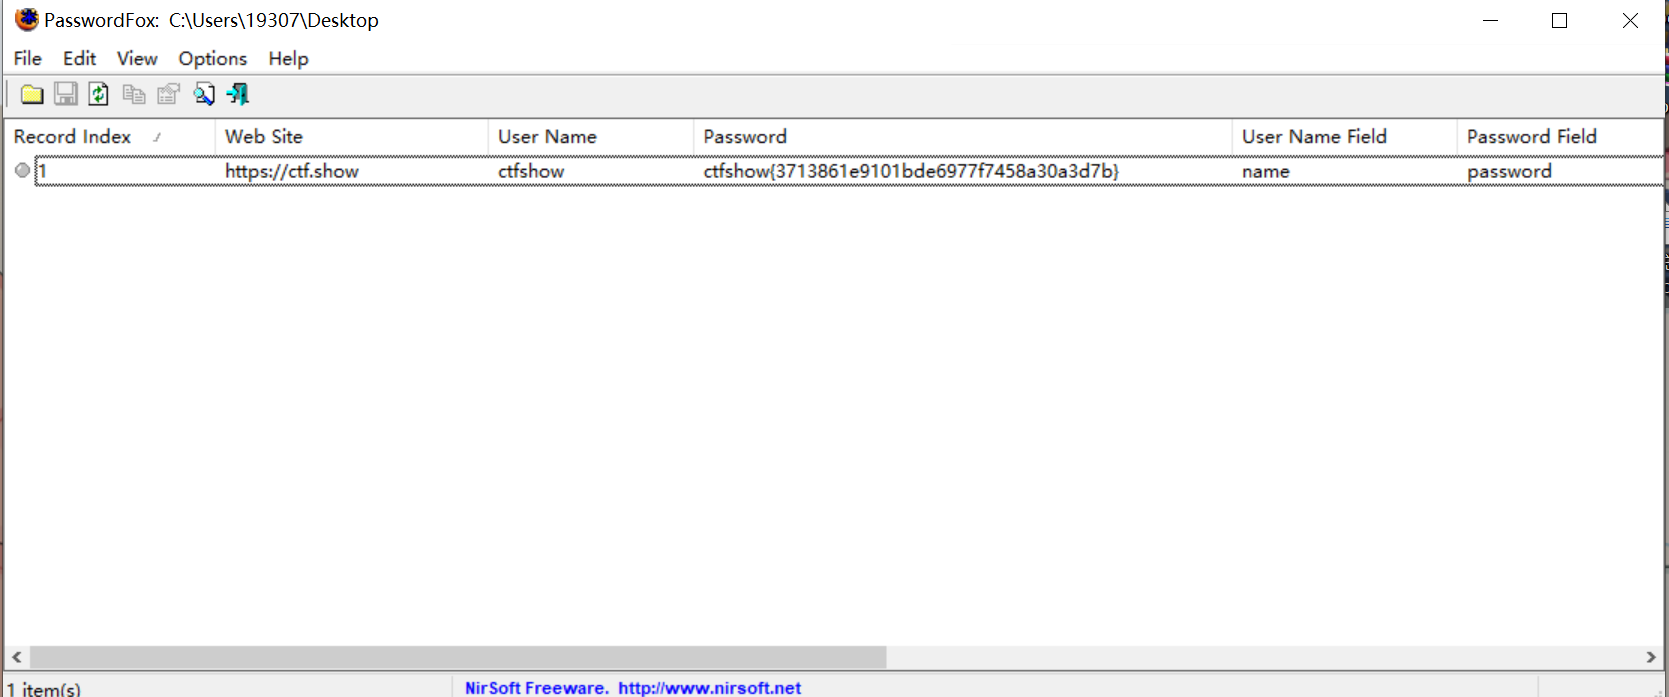 PasswordFox: C:\Users\19307\Desktop
File Edit View Options Help
Record Index Web Site User Name Password User Name Field Password Field
1 https://ctf.show ctfshow ctfshow{3713861e9101bde6977f7458a30a3d7b} name password
1 item(s) NirSoft Freeware. http://www.nirsoft.net